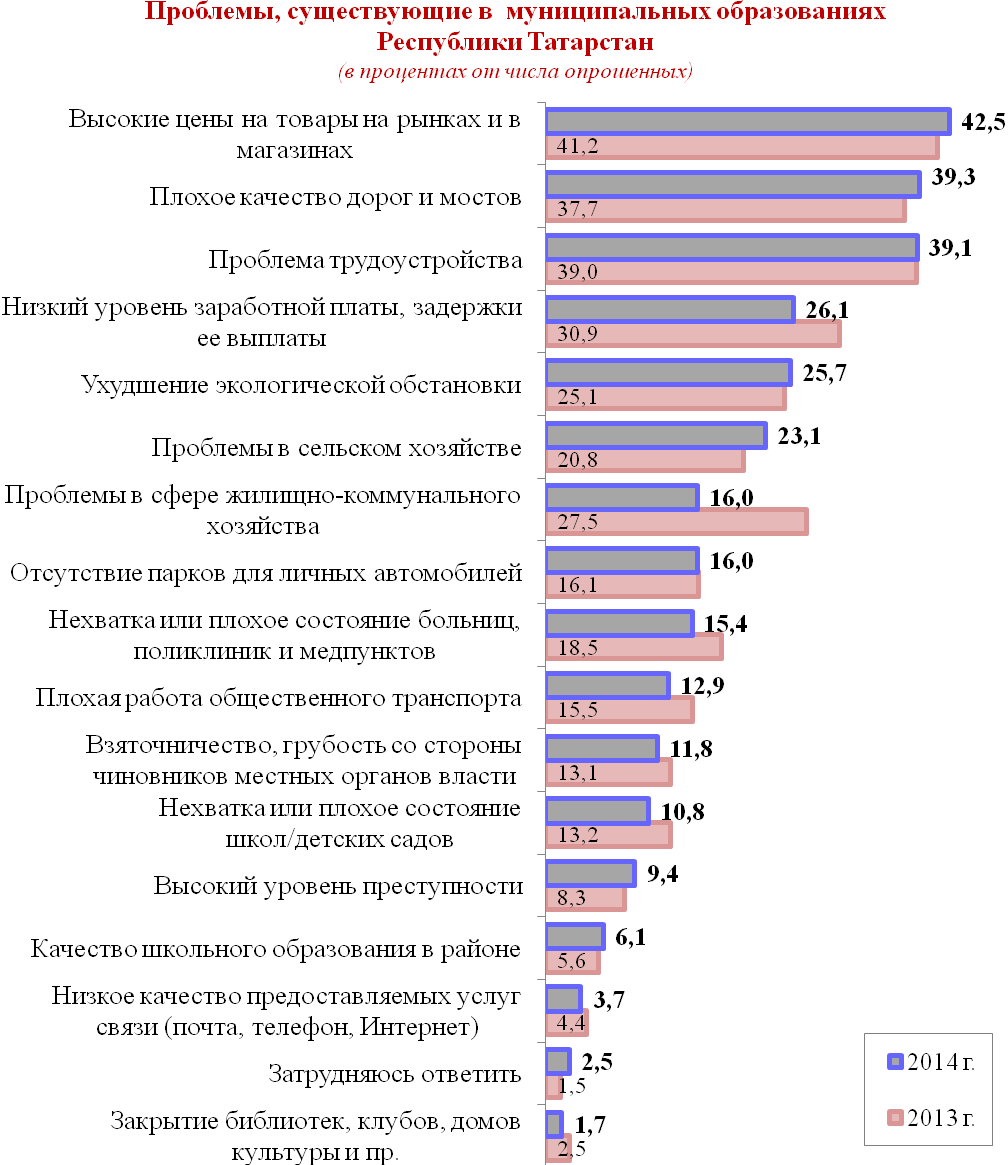 Проблемы, существующие в муниципальных образованиях
Республики Татарстан
(в процентах от числа опрошенных)
Высокие цены на товары на рынках и в
магазинах
42,5
41,2
Плохое качество дорог и мостов
39,3
37,7
Проблема трудоустройства
39,1
39,0
Низкий уровень заработной платы, задержки
ее выплаты
26,1
30,9
Ухудшение экологической обстановки
25,7
25,1
Проблемы в сельском хозяйстве
23,1
20,8
Проблемы в сфере жилищно-коммунального
хозяйства
16,0
27,5
Отсутствие парков для личных автомобилей
16,0
16,1
Нехватка или плохое состояние больниц,
поликлиник и медпунктов
15,4
18,5
Плохая работа общественного транспорта
12,9
15,5
Взяточничество, грубость со стороны
чиновников местных органов власти
11,8
13,1
Нехватка или плохое состояние
школ/детских садов
10,8
13,2
Высокий уровень преступности
9,4
8,3
Качество школьного образования в районе
6,1
5,6
Низкое качество предоставляемых услуг
связи (почта, телефон, Интернет)
3,7
4,4
Затрудняюсь ответить
2,5
1,5
Закрытие библиотек, клубов, домов
культуры и пр.
1,7
2,5
2014 г.
2013 г.